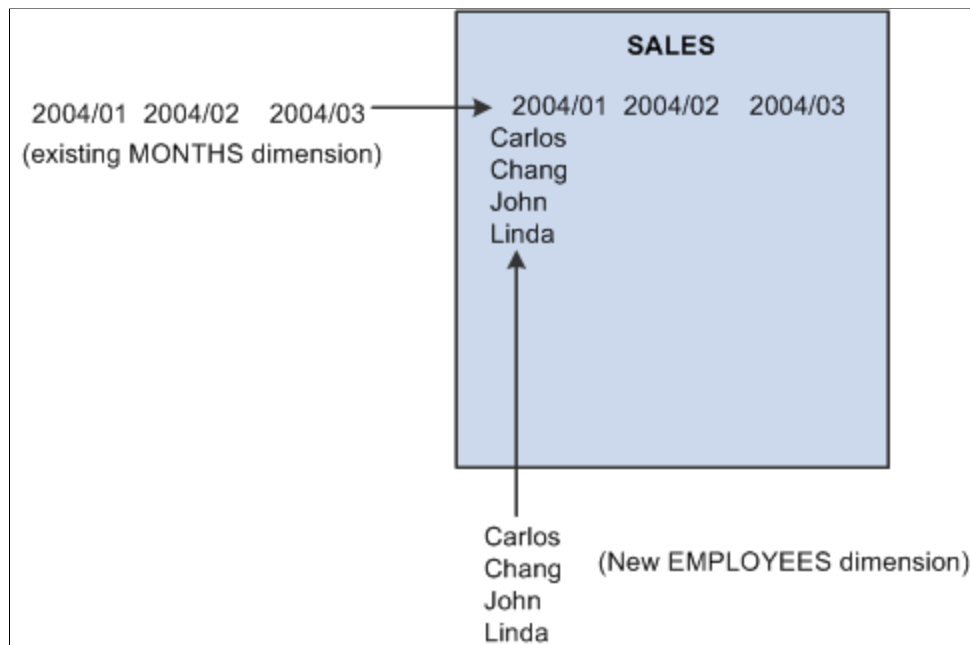 SALES
2004/01 2004/02 2004/03
(existing MONTHS dimension)
2004/01 2004/02 2004/03
Carlos
Chang
John
Linda
Carlos
Chang
John
Linda
(New EMPLOYEES dimension)